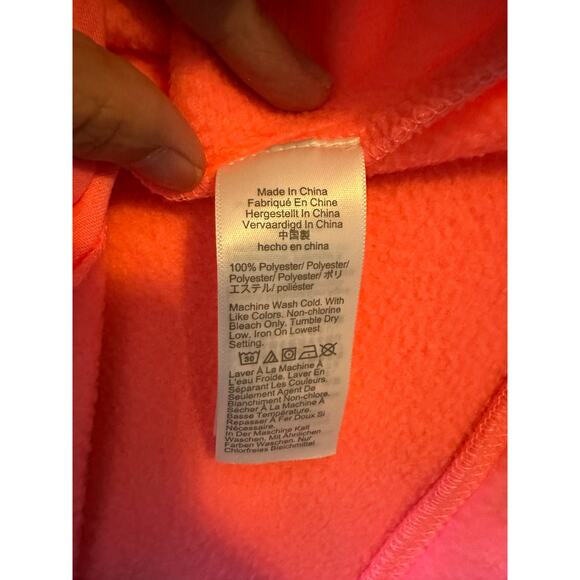 Made In China
Fabriqué En Chine
Hergestellt In China
Vervaardigd In China
中国製
hecho en china
100% Polyester/ Polyester/
Polyester/ Polyester/ ポリ
エステル/ poliéster
Machine Wash Cold. With
Like Colors. Non-chlorine
Bleach Only. Tumble Dry
Low. Iron On Lowest
Setting.
30
Laver À La Machine À
L'eau Froide. Laver En
Séparant Les Couleurs.
Seulement Agent De
Blanchiment Non-chlore.
Sécher À La Machine À
Basse Température.
Repasser À Fer Doux Si
Nécessaire.
In Der Maschine Kalt
Waschen, Mit Ähnlichen
Farben Waschen. Nur
Chlorfreies Bleichmittel